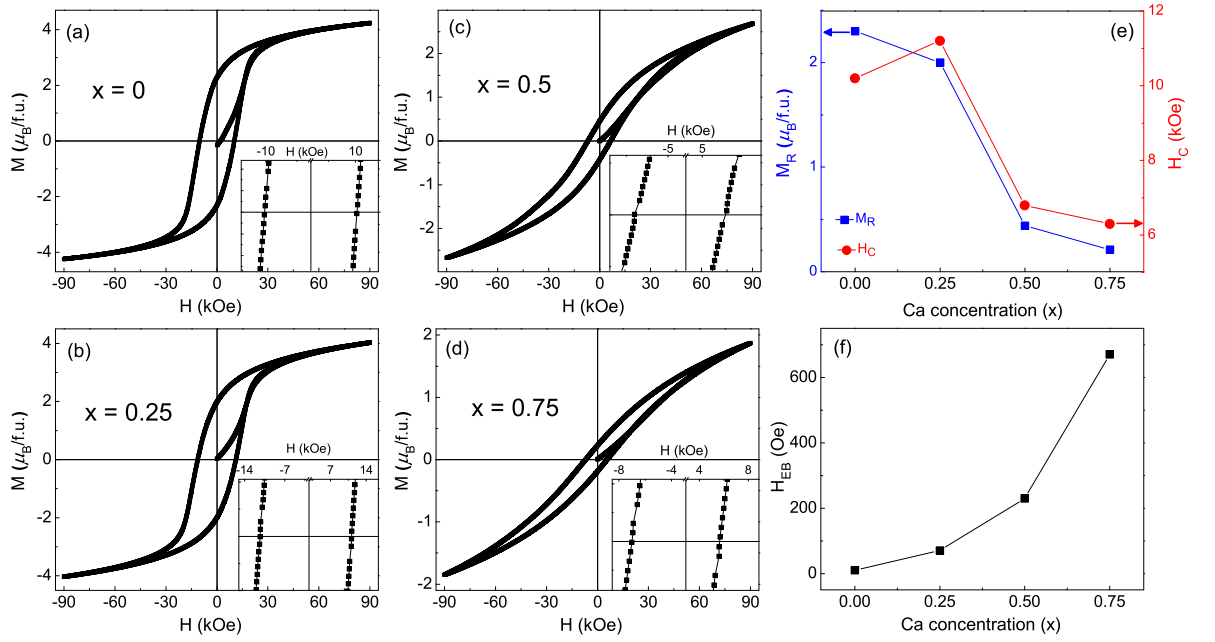 (a)
x = 0
M (μB/f.u.)
4
2
0
-2
-4
-90 -60 -30 0 30 60 90
H (kOe)
-10 H (kOe) 10
(c)
x = 0.5
M (μB/f.u.)
2
1
0
-1
-2
-90 -60 -30 0 30 60 90
H (kOe)
H (kOe)
-5 5
(e)
MR (μB/f.u.)
2
1
0
HC (kOe)
12
10
8
6
5
MR
HC
0.00 0.25 0.50 0.75
Ca concentration (x)
(b)
x = 0.25
M (μB/f.u.)
4
2
0
-2
-4
-90 -60 -30 0 30 60 90
H (kOe)
H (kOe)
-14 -7 7 14
(d)
x = 0.75
M (μB/f.u.)
2
1
0
-1
-2
-90 -60 -30 0 30 60 90
H (kOe)
H (kOe)
-8 -4 4 8
(f)
HEB (Oe)
600
400
200
0
0.00 0.25 0.50 0.75
Ca concentration (x)